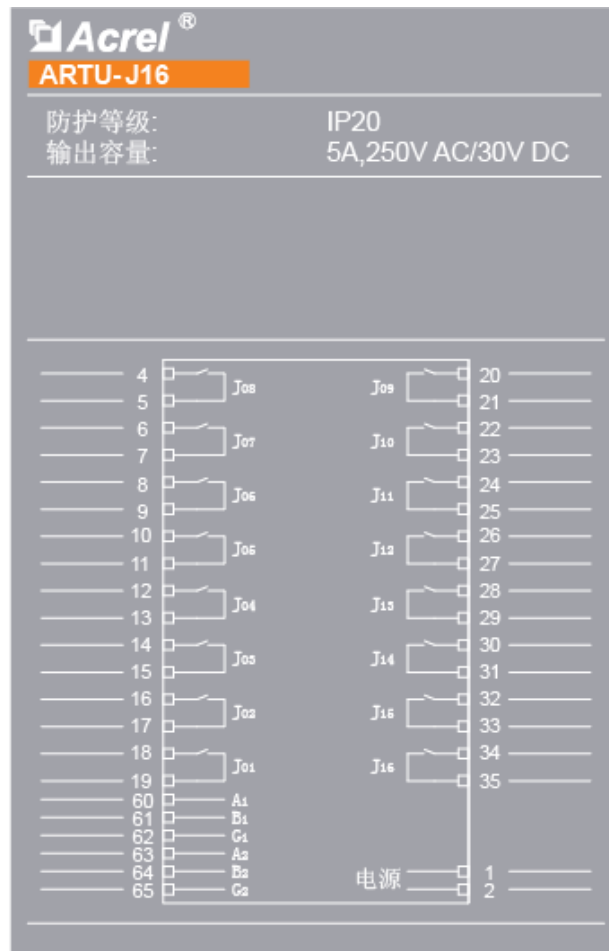 Acrel ®
ARTU-J16
防护等级: IP20
输出容量: 5A,250V AC/30V DC
4 J08 J09 20
5 21
6 J07 J10 22
7 23
8 J06 J11 24
9 25
10 J05 J12 26
11 27
12 J04 J13 28
13 29
14 J03 J14 30
15 31
16 J02 J15 32
17 33
18 J01 J16 34
19 35
60 A1
61 B1
62 G1
63 A2
64 B2 电源 1
65 G2 2